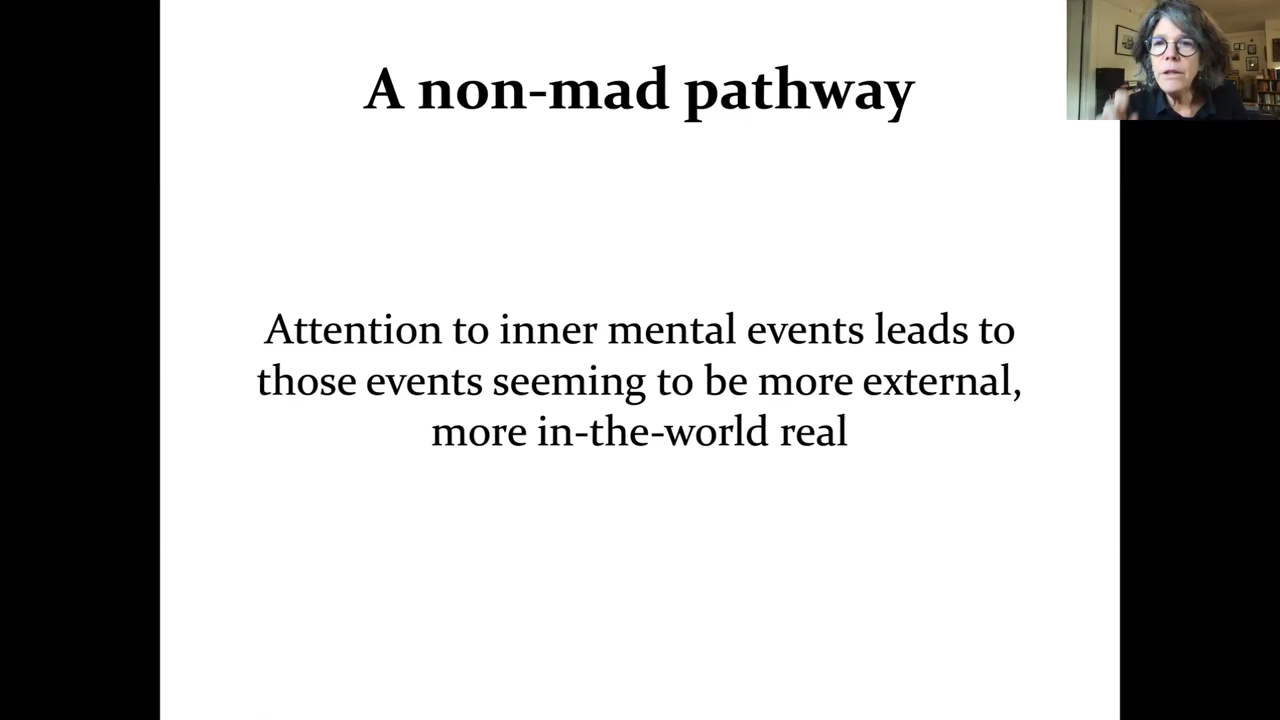 A non-mad pathway
Attention to inner mental events leads to
those events seeming to be more external,
more in-the-world real